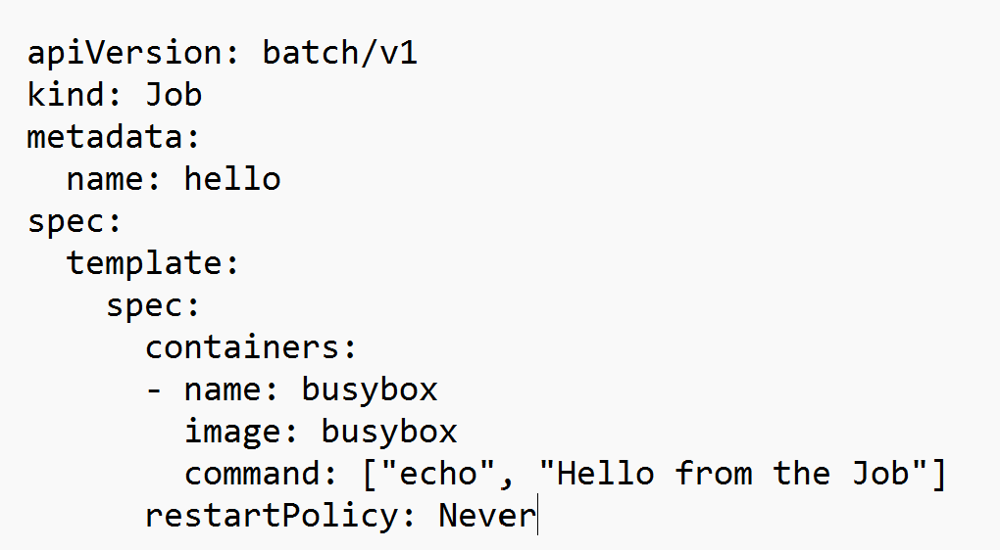 apiVersion: batch/v1
kind: Job
metadata:
  name: hello
spec:
  template:
    spec:
      containers:
      - name: busybox
        image: busybox
        command: ["echo", "Hello from the Job"]
      restartPolicy: Never